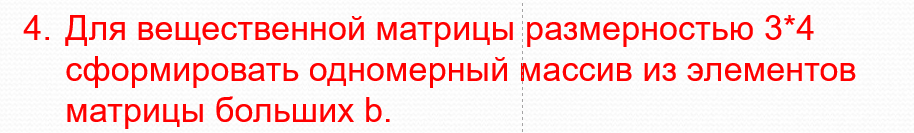 4. Для вещественной матрицы размерностью 3*4
сформировать одномерный массив из элементов
матрицы больших b.